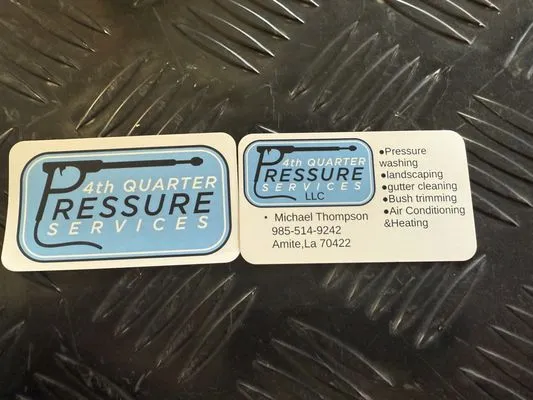 4th QUARTER
PRESSURE
SERVICES
4th QUARTER
PRESSURE
SERVICES
LLC
• Michael Thompson
985-514-9242
Amite,La 70422
●Pressure
washing
●landscaping
●gutter cleaning
●Bush trimming
●Air Conditioning
&Heating